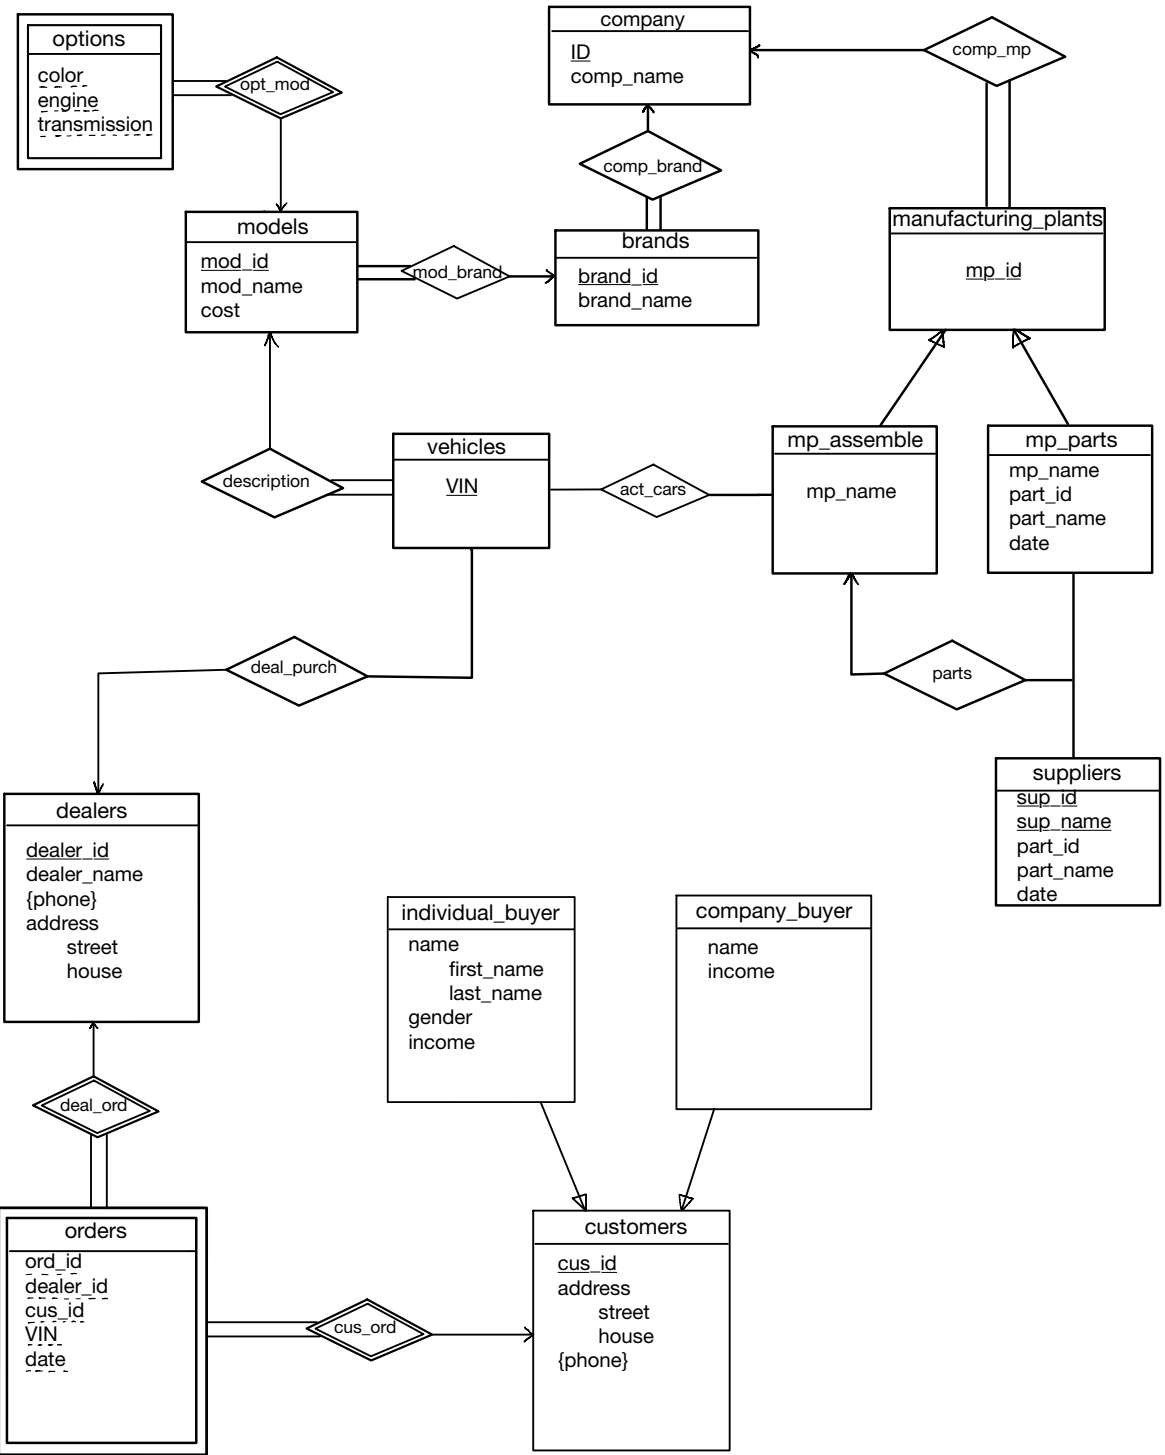 company
ID
comp_name
comp_mp
options
color
engine
transmission
opt_mod
comp_brand
models
mod_id
mod_name
cost
mod_brand
brands
brand_id
brand_name
manufacturing_plants
mp_id
description
vehicles
VIN
act_cars
mp_assemble
mp_name
mp_parts
mp_name
part_id
part_name
date
deal_purch
parts
suppliers
sup_id
sup_name
part_id
part_name
date
dealers
dealer_id
dealer_name
{phone}
address
street
house
individual_buyer
name
first_name
last_name
gender
income
company_buyer
name
income
deal_ord
orders
ord_id
dealer_id
cus_id
VIN
date
cus_ord
customers
cus_id
address
street
house
{phone}